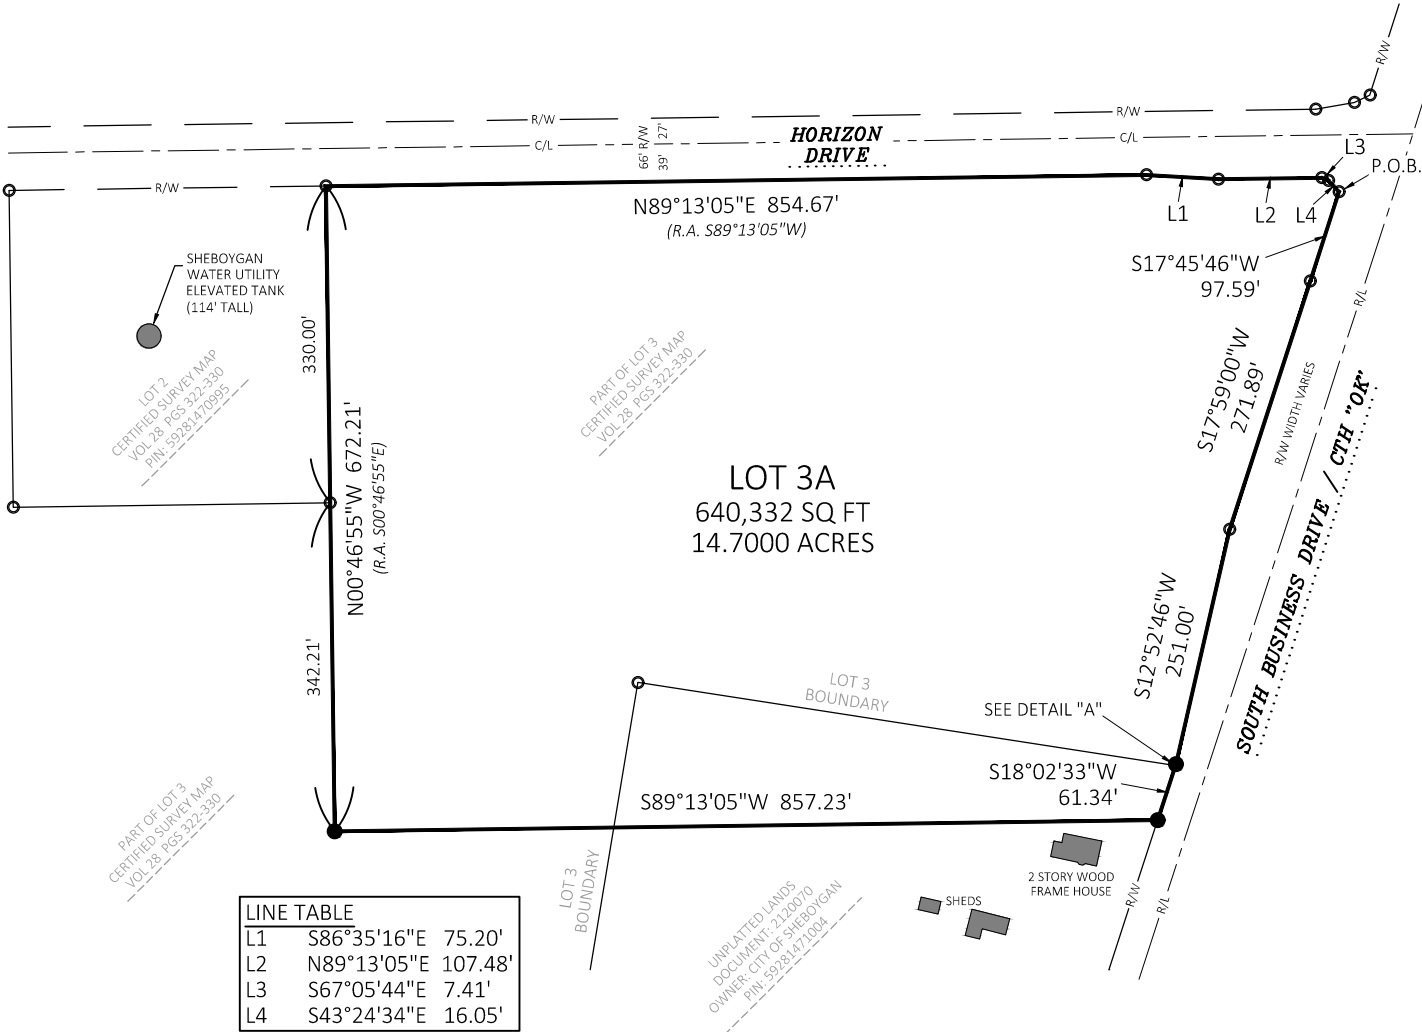 R/W
R/W
R/W
C/L
C/L
66' R/W
27'
39'
HORIZON
DRIVE
L3
P.O.B.
R/W
N89°13'05"E 854.67'
(R.A. S89°13'05"W)
L1
L2
L4
SHEBOYGAN
WATER UTILITY
ELEVATED TANK
(114' TALL)
S17°45'46"W
97.59'
R/L
330.00'
LOT 2
CERTIFIED SURVEY MAP
VOL 28 PGS 322-330
PIN: 59281470995
PART OF LOT 3
CERTIFIED SURVEY MAP
VOL 28 PGS 322-330
S17°59'00"W
271.89'
R/W WIDTH VARIES
N00°46'55"W 672.21'
(R.A. S00°46'55"E)
LOT 3A
640,332 SQ FT
14.7000 ACRES
SOUTH BUSINESS DRIVE / CTH "OK"
342.21'
S12°52'46"W
251.00'
LOT 3
BOUNDARY
SEE DETAIL "A"
S18°02'33"W
61.34'
S89°13'05"W 857.23'
PART OF LOT 3
CERTIFIED SURVEY MAP
VOL 28 PGS 322-330
LOT 3
BOUNDARY
2 STORY WOOD
FRAME HOUSE
SHEDS
R/W
R/L
UNPLATTED LANDS
DOCUMENT: 2120070
OWNER: CITY OF SHEBOYGAN
PIN: 59281471004
LINE TABLE
L1 S86°35'16"E 75.20'
L2 N89°13'05"E 107.48'
L3 S67°05'44"E 7.41'
L4 S43°24'34"E 16.05'